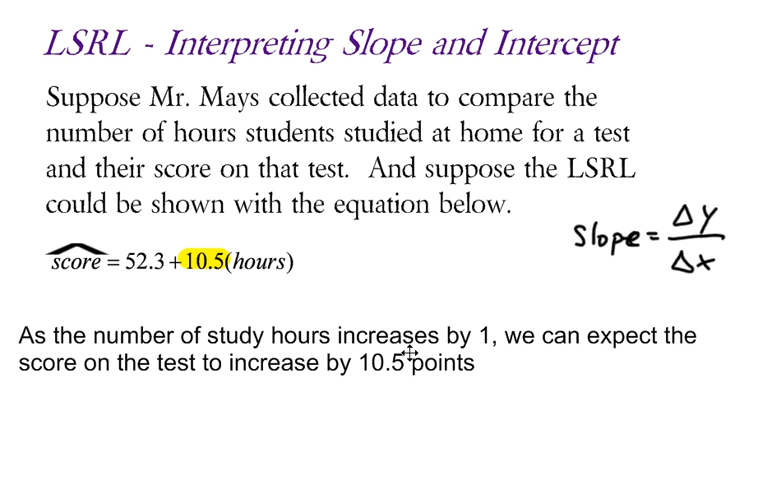 LSRL - Interpreting Slope and Intercept
Suppose Mr. Mays collected data to compare the
number of hours students studied at home for a test
and their score on that test.  And suppose the LSRL
could be shown with the equation below.
Slope = ΔY/Δx
score = 52.3 + 10.5(hours)
As the number of study hours increases by 1, we can expect the
score on the test to increase by 10.5 points